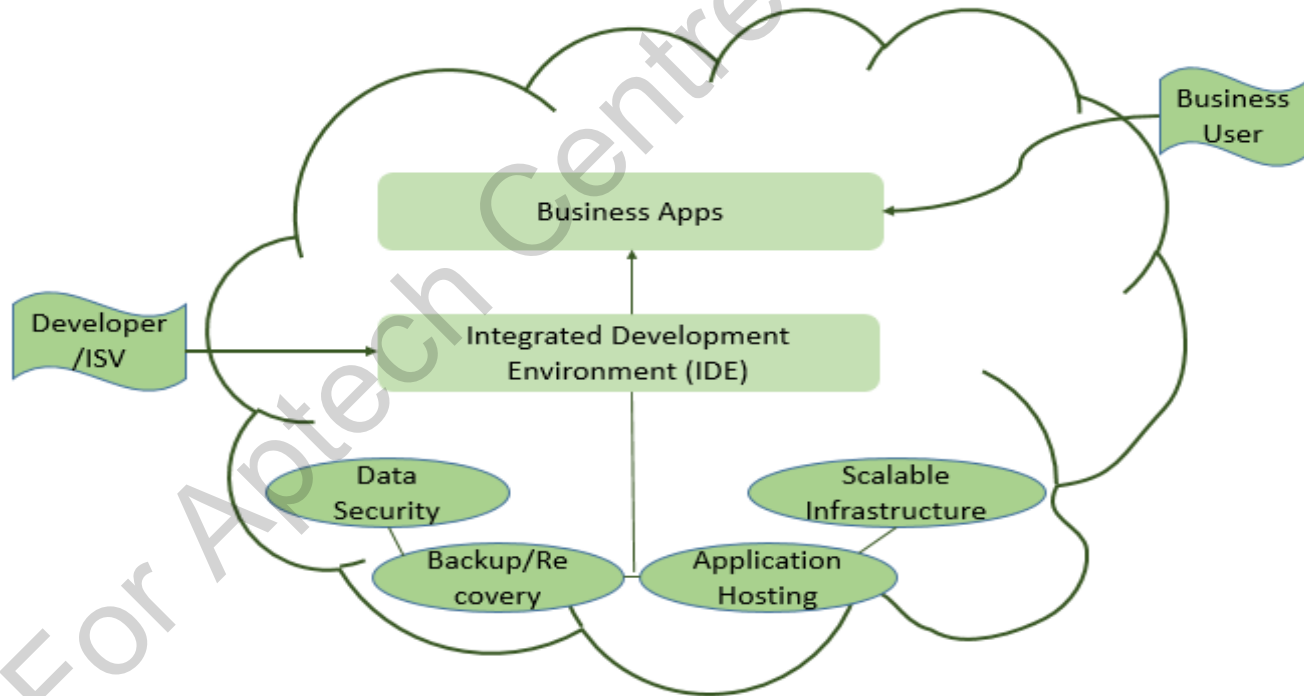 Business
User
Business Apps
Developer
/ISV
Integrated Development
Environment (IDE)
Data
Security
Scalable
Infrastructure
Backup/Re
covery
Application
Hosting
For Aptech Centre